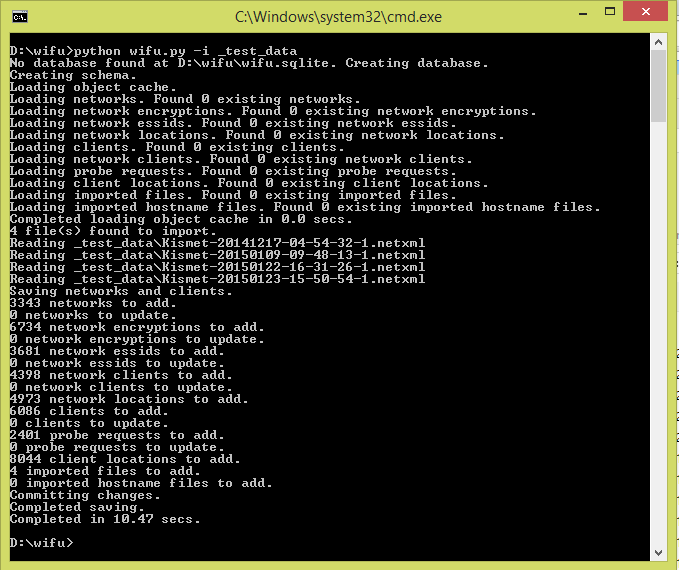 C:\Windows\system32\cmd.exe
D:\wifu>python wifu.py -i _test_data
No database found at D:\wifu\wifu.sqlite. Creating database.
Creating schema.
Loading object cache.
Loading networks. Found 0 existing networks.
Loading network encryptions. Found 0 existing network encryptions.
Loading network essids. Found 0 existing network essids.
Loading network locations. Found 0 existing network locations.
Loading clients. Found 0 existing clients.
Loading network clients. Found 0 existing network clients.
Loading probe requests. Found 0 existing probe requests.
Loading client locations. Found 0 existing client locations.
Loading imported files. Found 0 existing imported files.
Loading imported hostname files. Found 0 existing imported hostname files.
Completed loading object cache in 0.0 secs.
4 file(s) found to import.
Reading _test_data\Kismet-20141217-04-54-32-1.netxml
Reading _test_data\Kismet-20150109-09-48-13-1.netxml
Reading _test_data\Kismet-20150122-16-31-26-1.netxml
Reading _test_data\Kismet-20150123-15-50-54-1.netxml
Saving networks and clients.
3343 networks to add.
0 networks to update.
6734 network encryptions to add.
0 network encryptions to update.
3681 network essids to add.
0 network essids to update.
4398 network clients to add.
0 network clients to update.
4973 network locations to add.
6086 clients to add.
0 clients to update.
2401 probe requests to add.
0 probe requests to update.
8044 client locations to add.
4 imported files to add.
0 imported hostname files to add.
Committing changes.
Completed saving.
Completed in 10.47 secs.
D:\wifu>